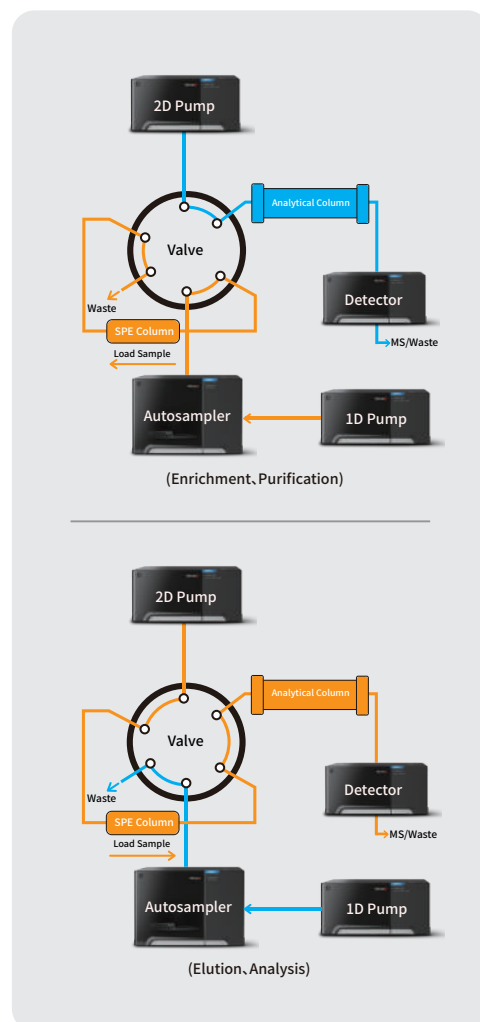 2D Pump
Analytical Column
Valve
Detector
Waste
MS/Waste
SPE Column
Load Sample
Autosampler
1D Pump
(Enrichment、Purification)
2D Pump
Analytical Column
Valve
Detector
Waste
SPE Column
MS/Waste
Load Sample
Autosampler
1D Pump
(Elution、Analysis)